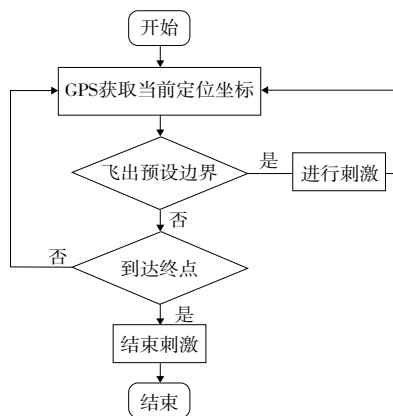 开始
GPS获取当前定位坐标
飞出预设边界
是
进行刺激
否
否
到达终点
是
结束刺激
结束